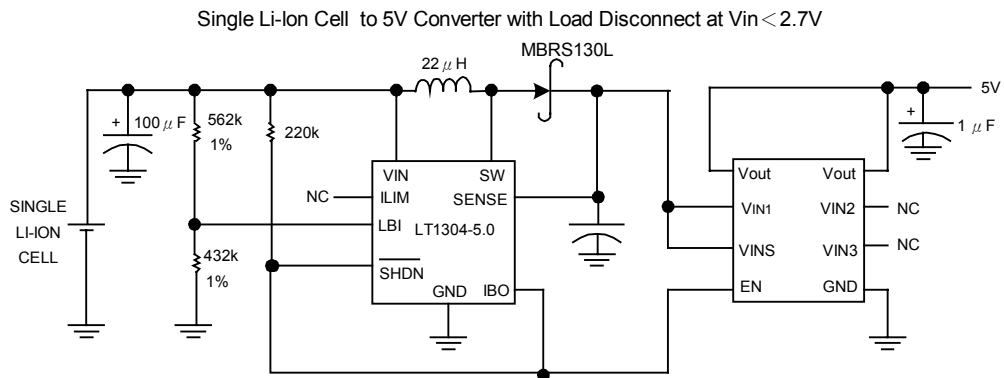 Single Li-Ion Cell to 5V Converter with Load Disconnect at Vin＜2.7V
MBRS130L
22μH
5V
+
100μF
562k
1%
220k
+
1μF
VIN
SW
Vout
Vout
NC
ILIM
SENSE
VIN1
VIN2
NC
SINGLE
LI-ION
CELL
LBI
LT1304-5.0
VINS
VIN3
NC
432k
1%
SHDN
GND
IBO
EN
GND